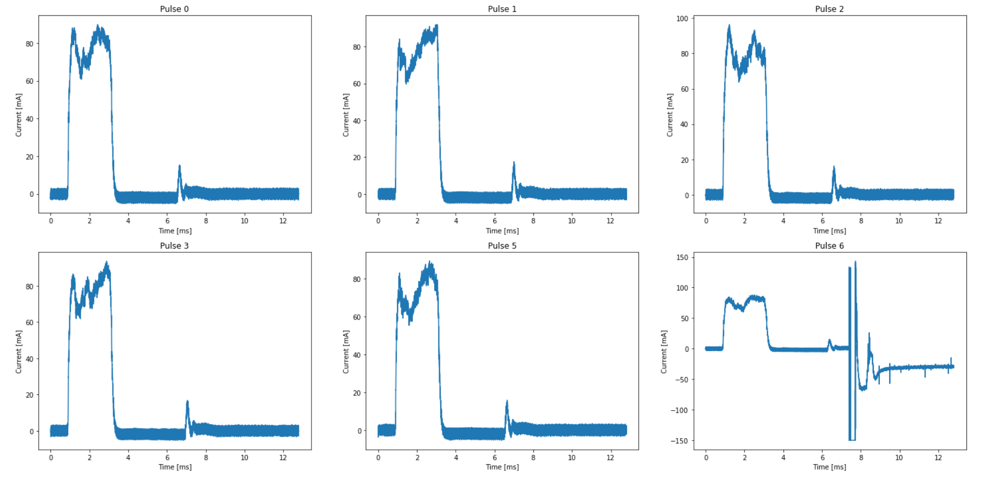 Pulse 0
80
60
40
20
0
Current [mA]
0 2 4 6 8 10 12
Time [ms]
Pulse 1
80
60
40
20
0
Current [mA]
0 2 4 6 8 10 12
Time [ms]
Pulse 2
100
80
60
40
20
0
Current [mA]
0 2 4 6 8 10 12
Time [ms]
Pulse 3
80
60
40
20
0
Current [mA]
0 2 4 6 8 10 12
Time [ms]
Pulse 5
80
60
40
20
0
Current [mA]
0 2 4 6 8 10 12
Time [ms]
Pulse 6
150
100
50
0
−50
−100
−150
Current [mA]
0 2 4 6 8 10 12
Time [ms]